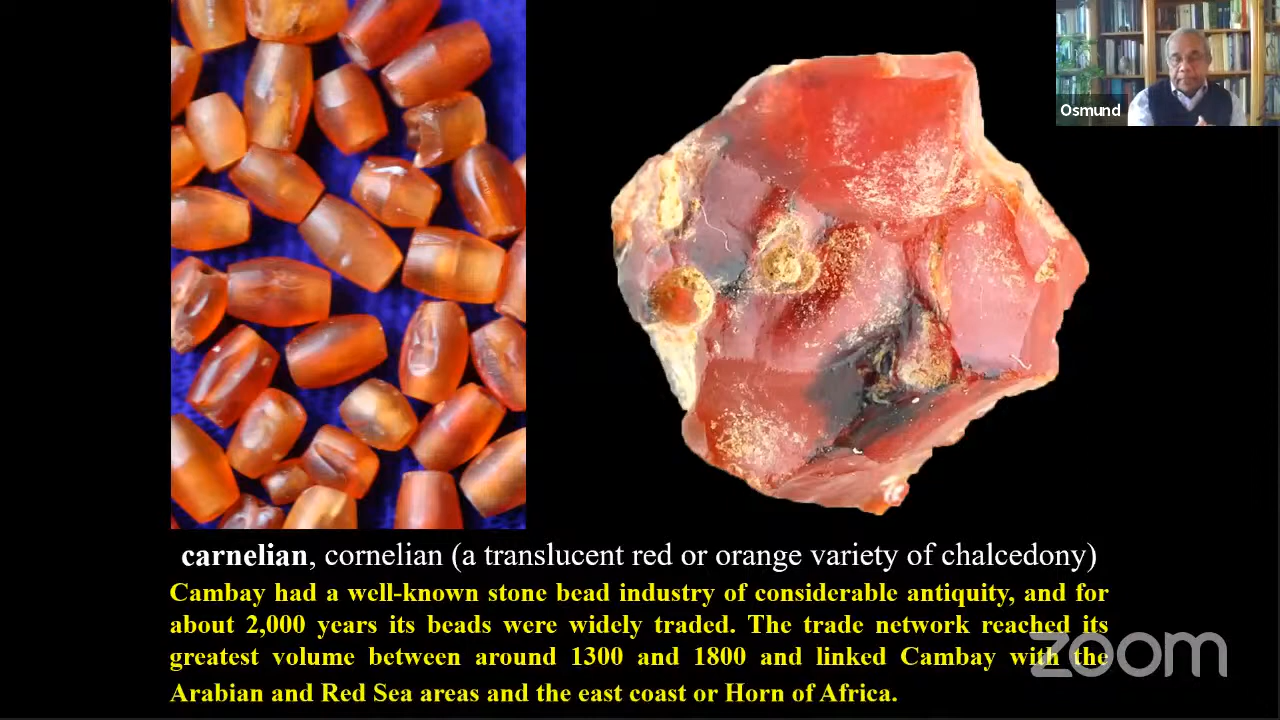 Osmund
carnelian, cornelian (a translucent red or orange variety of chalcedony)
Cambay had a well-known stone bead industry of considerable antiquity, and for
about 2,000 years its beads were widely traded. The trade network reached its
greatest volume between around 1300 and 1800 and linked Cambay with the
Arabian and Red Sea areas and the east coast or Horn of Africa.
zoom